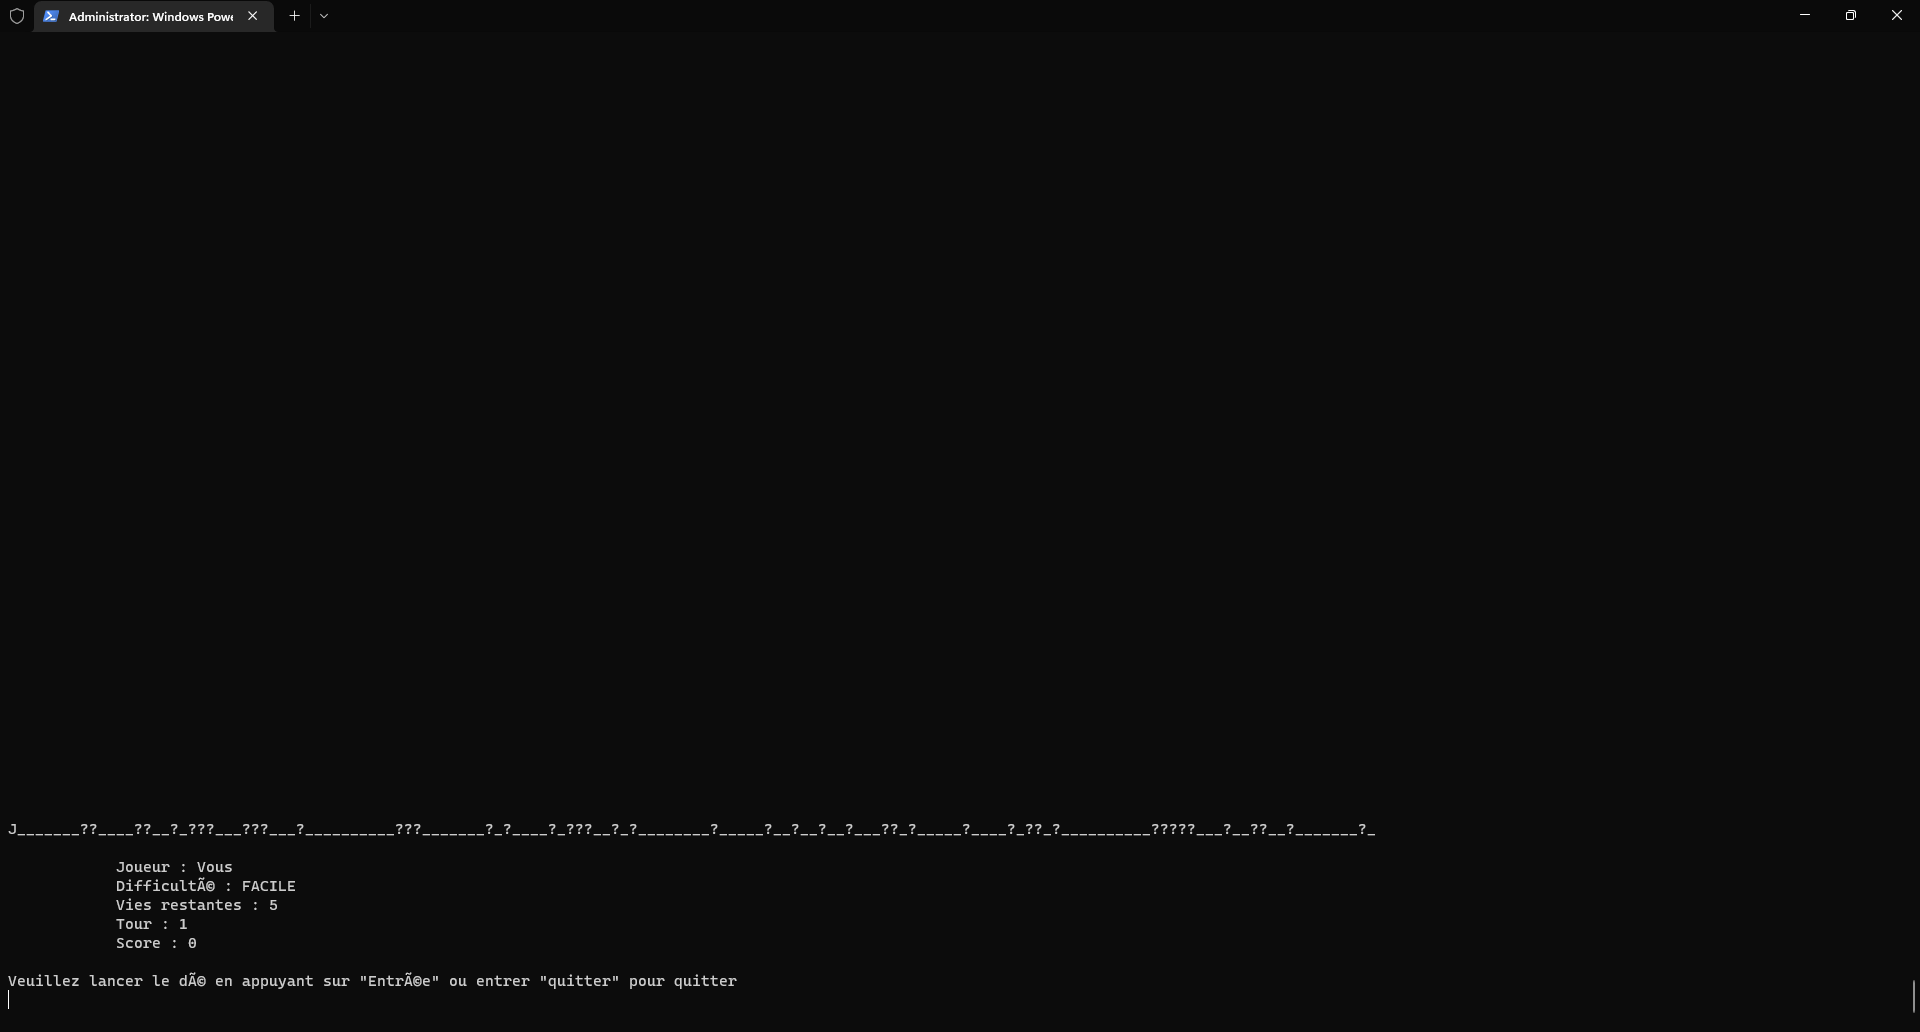 Administrator: Windows Powe
J_______??____??__?_???___???___?__________???_______?_?____?_???__?_?________?_____?__?__?__?___??_?_____?____?_??_?__________?????___?__??__?_______?_
Joueur : Vous
DifficultÃ© : FACILE
Vies restantes : 5
Tour : 1
Score : 0
Veuillez lancer le dÃ© en appuyant sur "EntrÃ©e" ou entrer "quitter" pour quitter